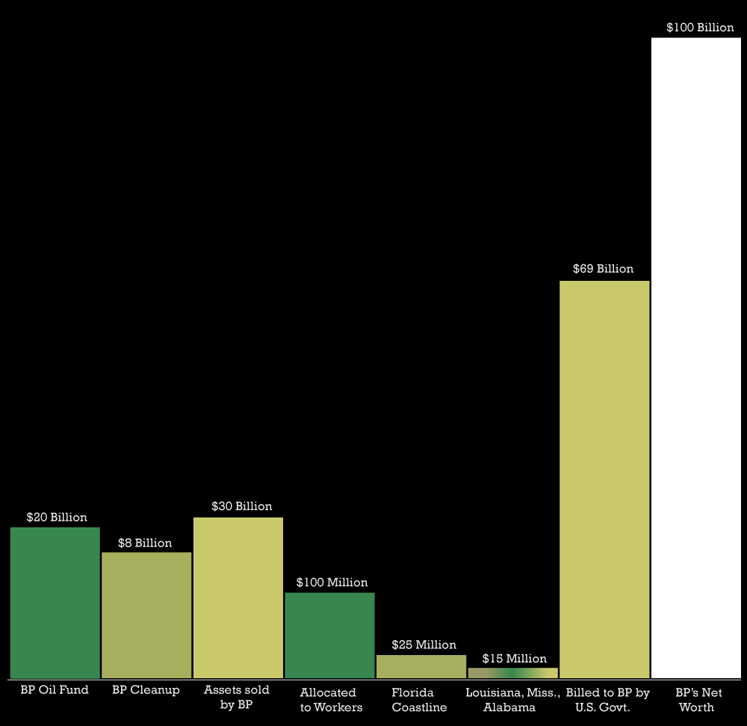 $100 Billion
$69 Billion
$30 Billion
$20 Billion
$8 Billion
$100 Million
$25 Million
$15 Million
BP Oil Fund
BP Cleanup
Assets sold
by BP
Allocated
to Workers
Florida
Coastline
Louisiana, Miss.,
Alabama
Billed to BP by
U.S. Govt.
BP's Net
Worth